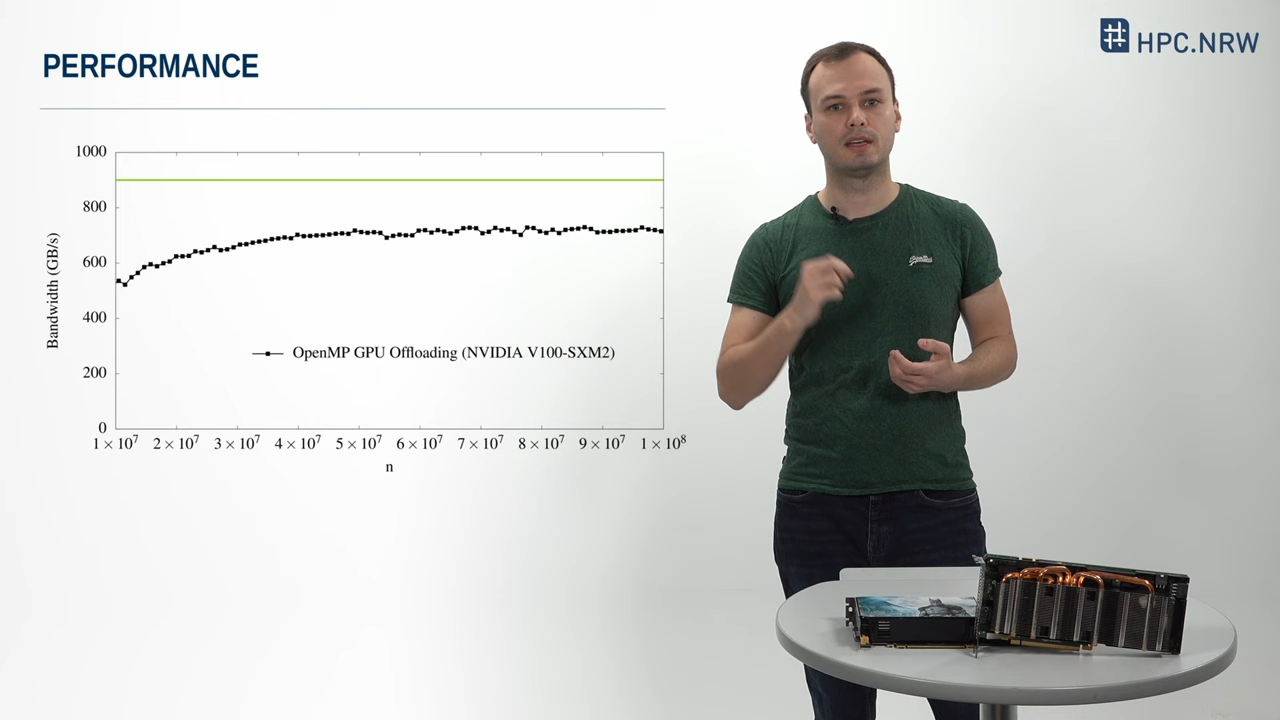 HPC.NRW
PERFORMANCE
1000
800
600
400
200
0
Bandwidth (GB/s)
OpenMP GPU Offloading (NVIDIA V100-SXM2)
1×10⁷ 2×10⁷ 3×10⁷ 4×10⁷ 5×10⁷ 6×10⁷ 7×10⁷ 8×10⁷ 9×10⁷ 1×10⁸
n